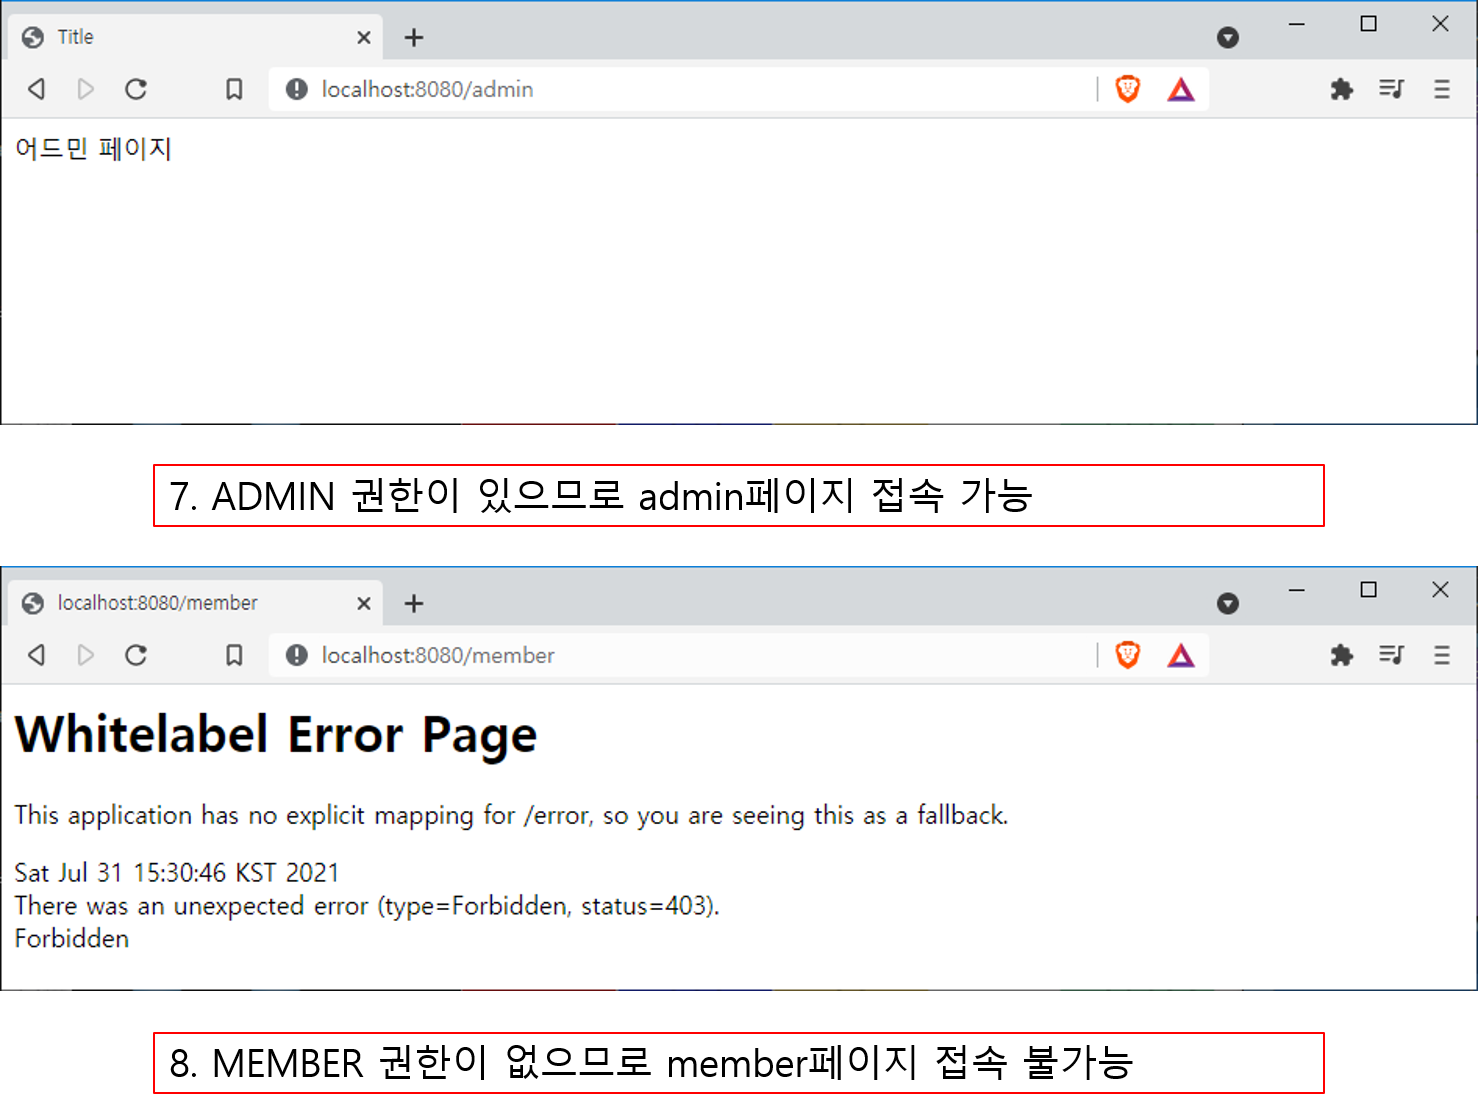 Title
localhost:8080/admin
어드민 페이지
7. ADMIN 권한이 있으므로 admin페이지 접속 가능
localhost:8080/member
localhost:8080/member
Whitelabel Error Page
This application has no explicit mapping for /error, so you are seeing this as a fallback.
Sat Jul 31 15:30:46 KST 2021
There was an unexpected error (type=Forbidden, status=403).
Forbidden
8. MEMBER 권한이 없으므로 member페이지 접속 불가능